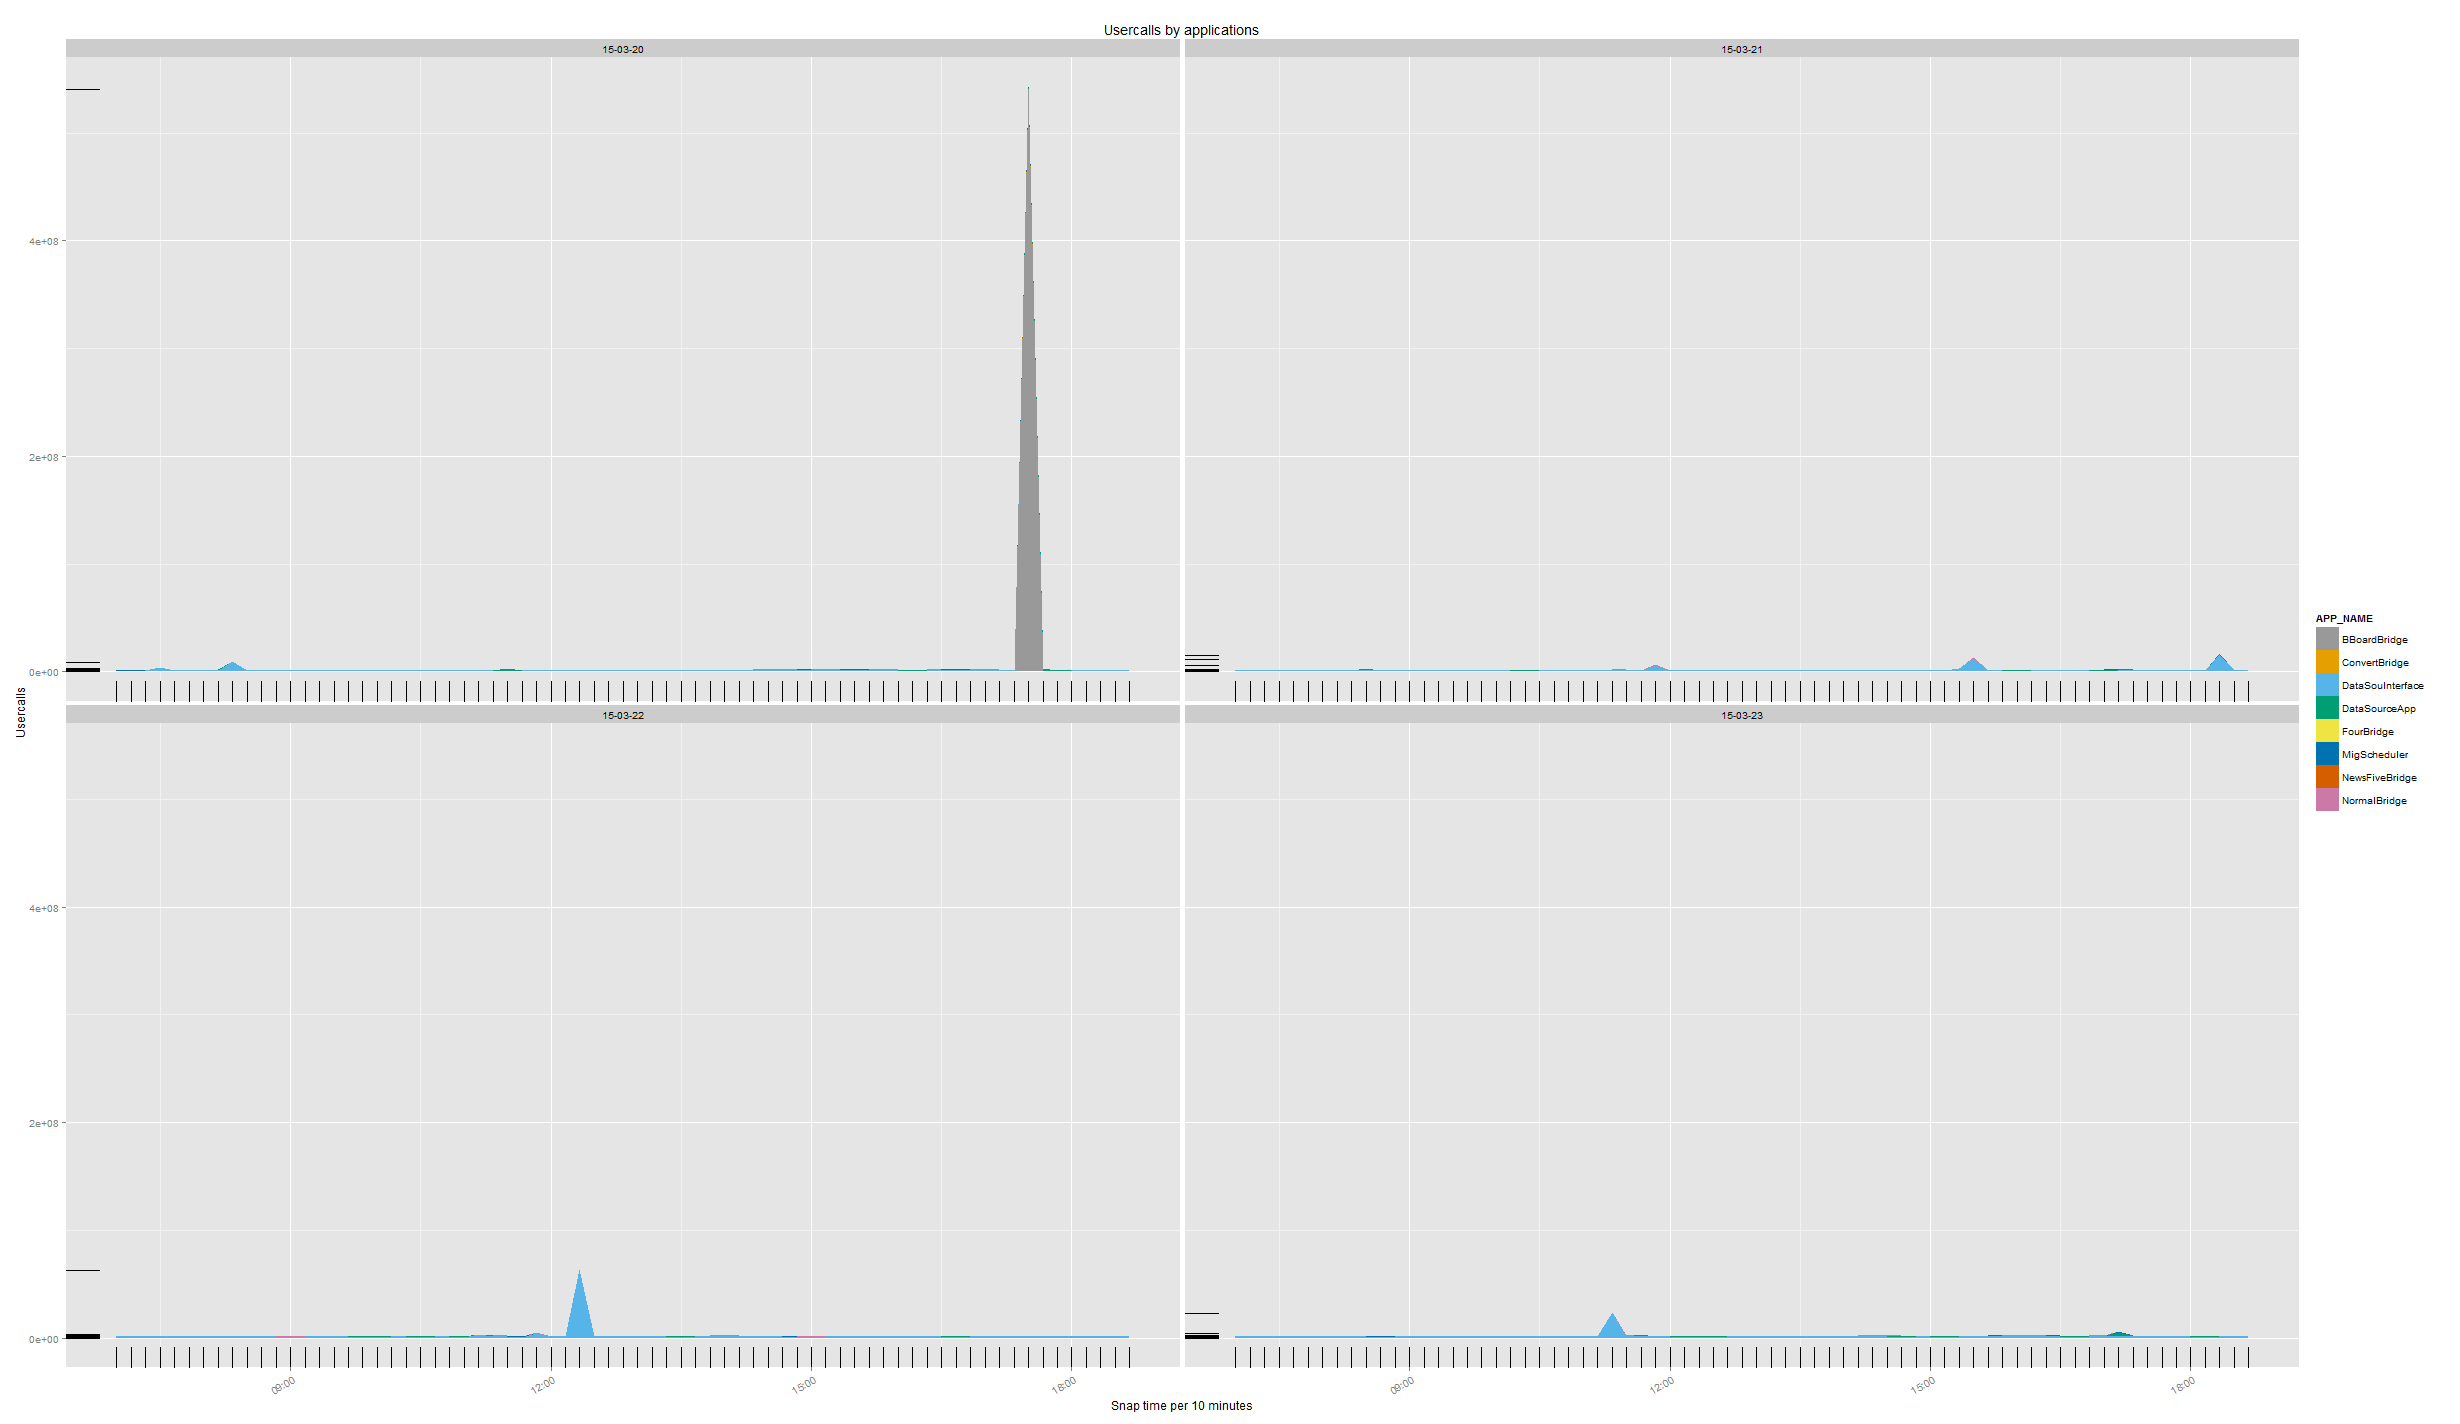 Usercalls by applications
15-03-20
15-03-21
4e+08
2e+08
0e+00
Usercalls
15-03-22
15-03-23
4e+08
2e+08
0e+00
09:00
12:00
15:00
18:00
09:00
12:00
15:00
18:00
Snap time per 10 minutes
APP_NAME
BBoardBridge
ConvertBridge
DataSouInterface
DataSourceApp
FourBridge
MigScheduler
NewsFiveBridge
NormalBridge